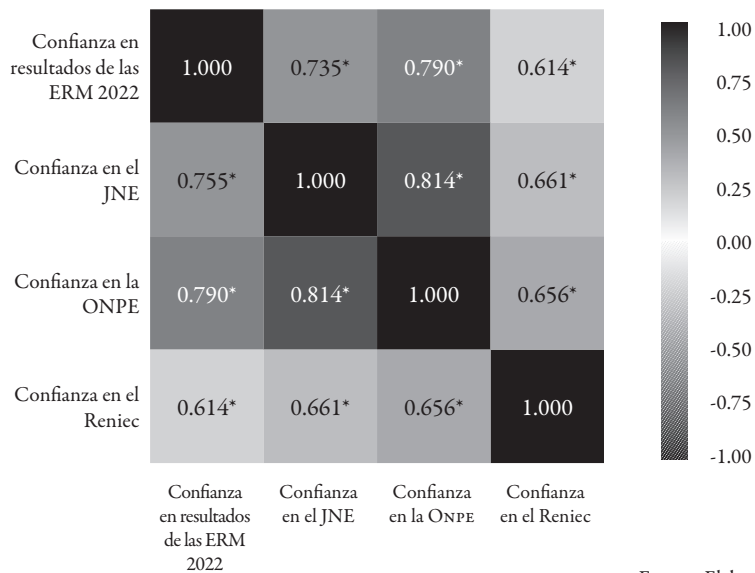 Confianza en
resultados de las
ERM 2022
1.000 0.735* 0.790* 0.614*
Confianza en el
JNE
0.755* 1.000 0.814* 0.661*
Confianza en la
ONPE
0.790* 0.814* 1.000 0.656*
Confianza en el
Reniec
0.614* 0.661* 0.656* 1.000
Confianza
en resultados
de las ERM
2022
Confianza
en el JNE
Confianza
en la ONPE
Confianza
en el Reniec
1.00
0.75
0.50
0.25
0.00
-0.25
-0.50
-0.75
-1.00